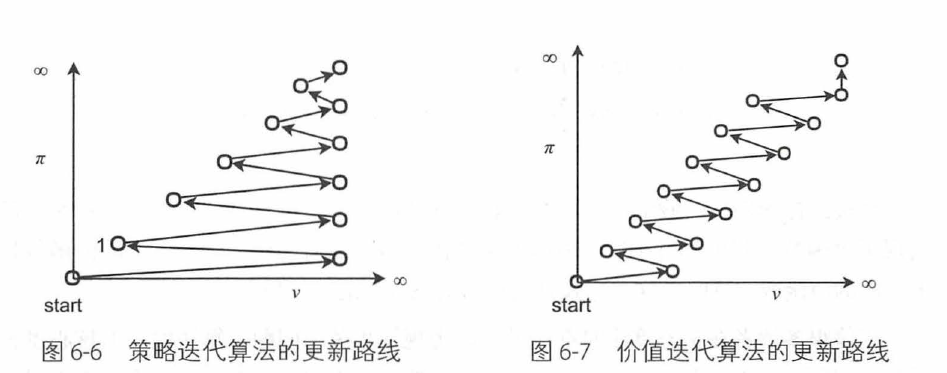 ∞
π
1
start
v
∞
图 6-6 策略迭代算法的更新路线
∞
π
start
v
∞
图 6-7 价值迭代算法的更新路线